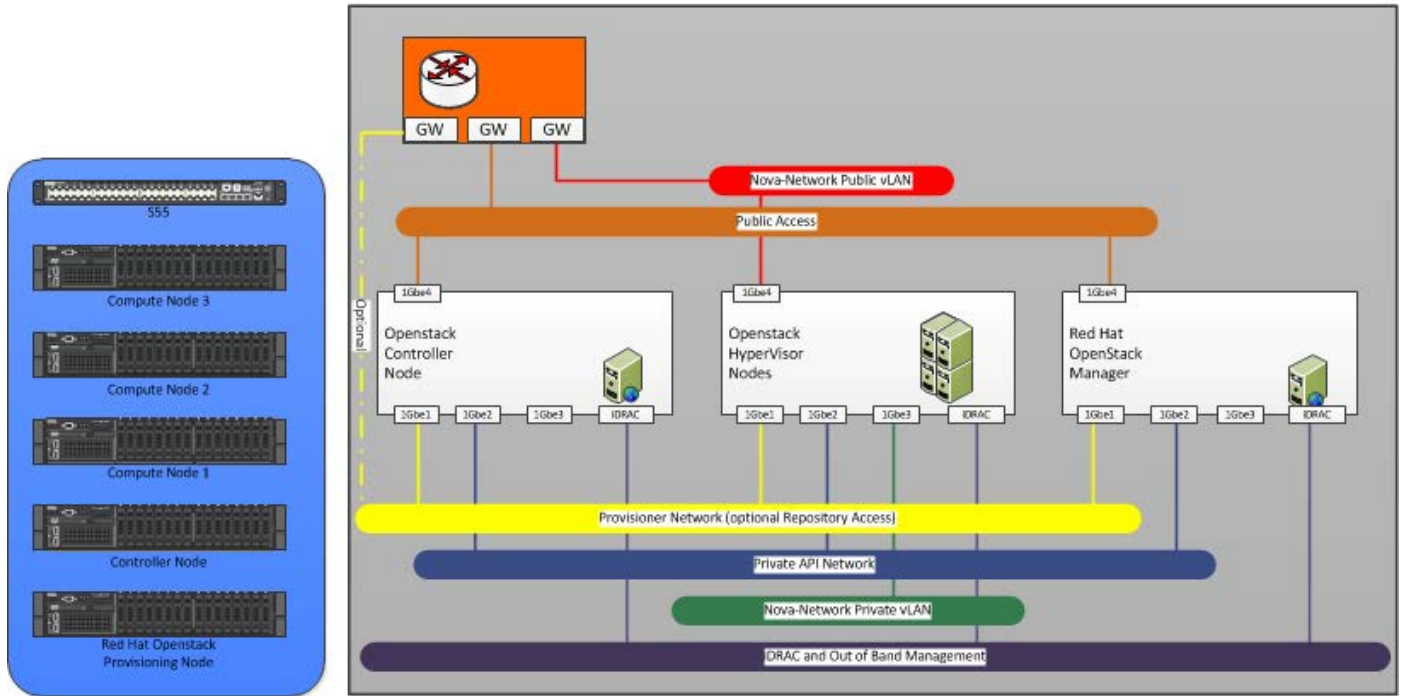 S55
Compute Node 3
Compute Node 2
Compute Node 1
Controller Node
Red Hat Openstack
Provisioning Node
GW
GW
GW
Nova-Network Public vLAN
Public Access
Optional
1Gbe4
Openstack
Controller
Node
1Gbe1
1Gbe2
1Gbe3
iDRAC
1Gbe4
Openstack
HyperVisor
Nodes
1Gbe1
1Gbe2
1Gbe3
iDRAC
1Gbe4
Red Hat
OpenStack
Manager
1Gbe1
1Gbe2
1Gbe3
iDRAC
Provisioner Network (optional Repository Access)
Private API Network
Nova-Network Private vLAN
iDRAC and Out of Band Management